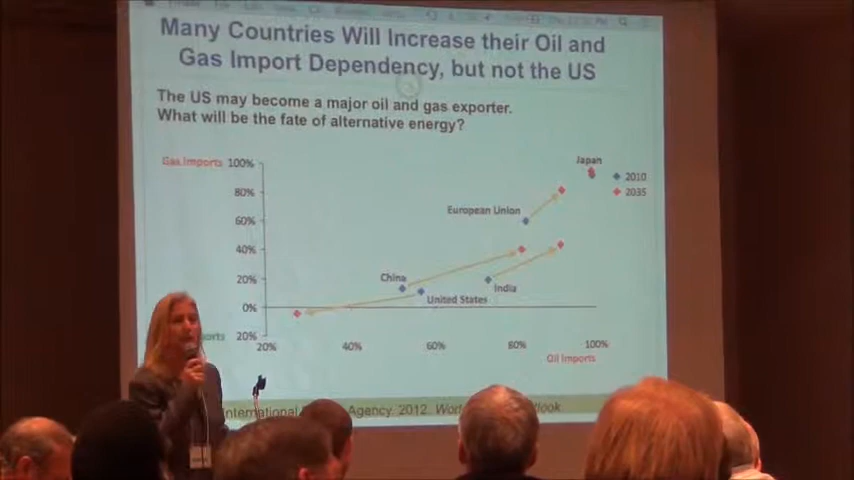 Many Countries Will Increase their Oil and
Gas Import Dependency, but not the US
The US may become a major oil and gas exporter.
What will be the fate of alternative energy?
Gas Imports 100%
80%
60%
40%
20%
0%
20%
20% 40% 60% 80% 100%
Oil Imports
Japan
2010
2035
European Union
China
United States
India
International Agency, 2012.